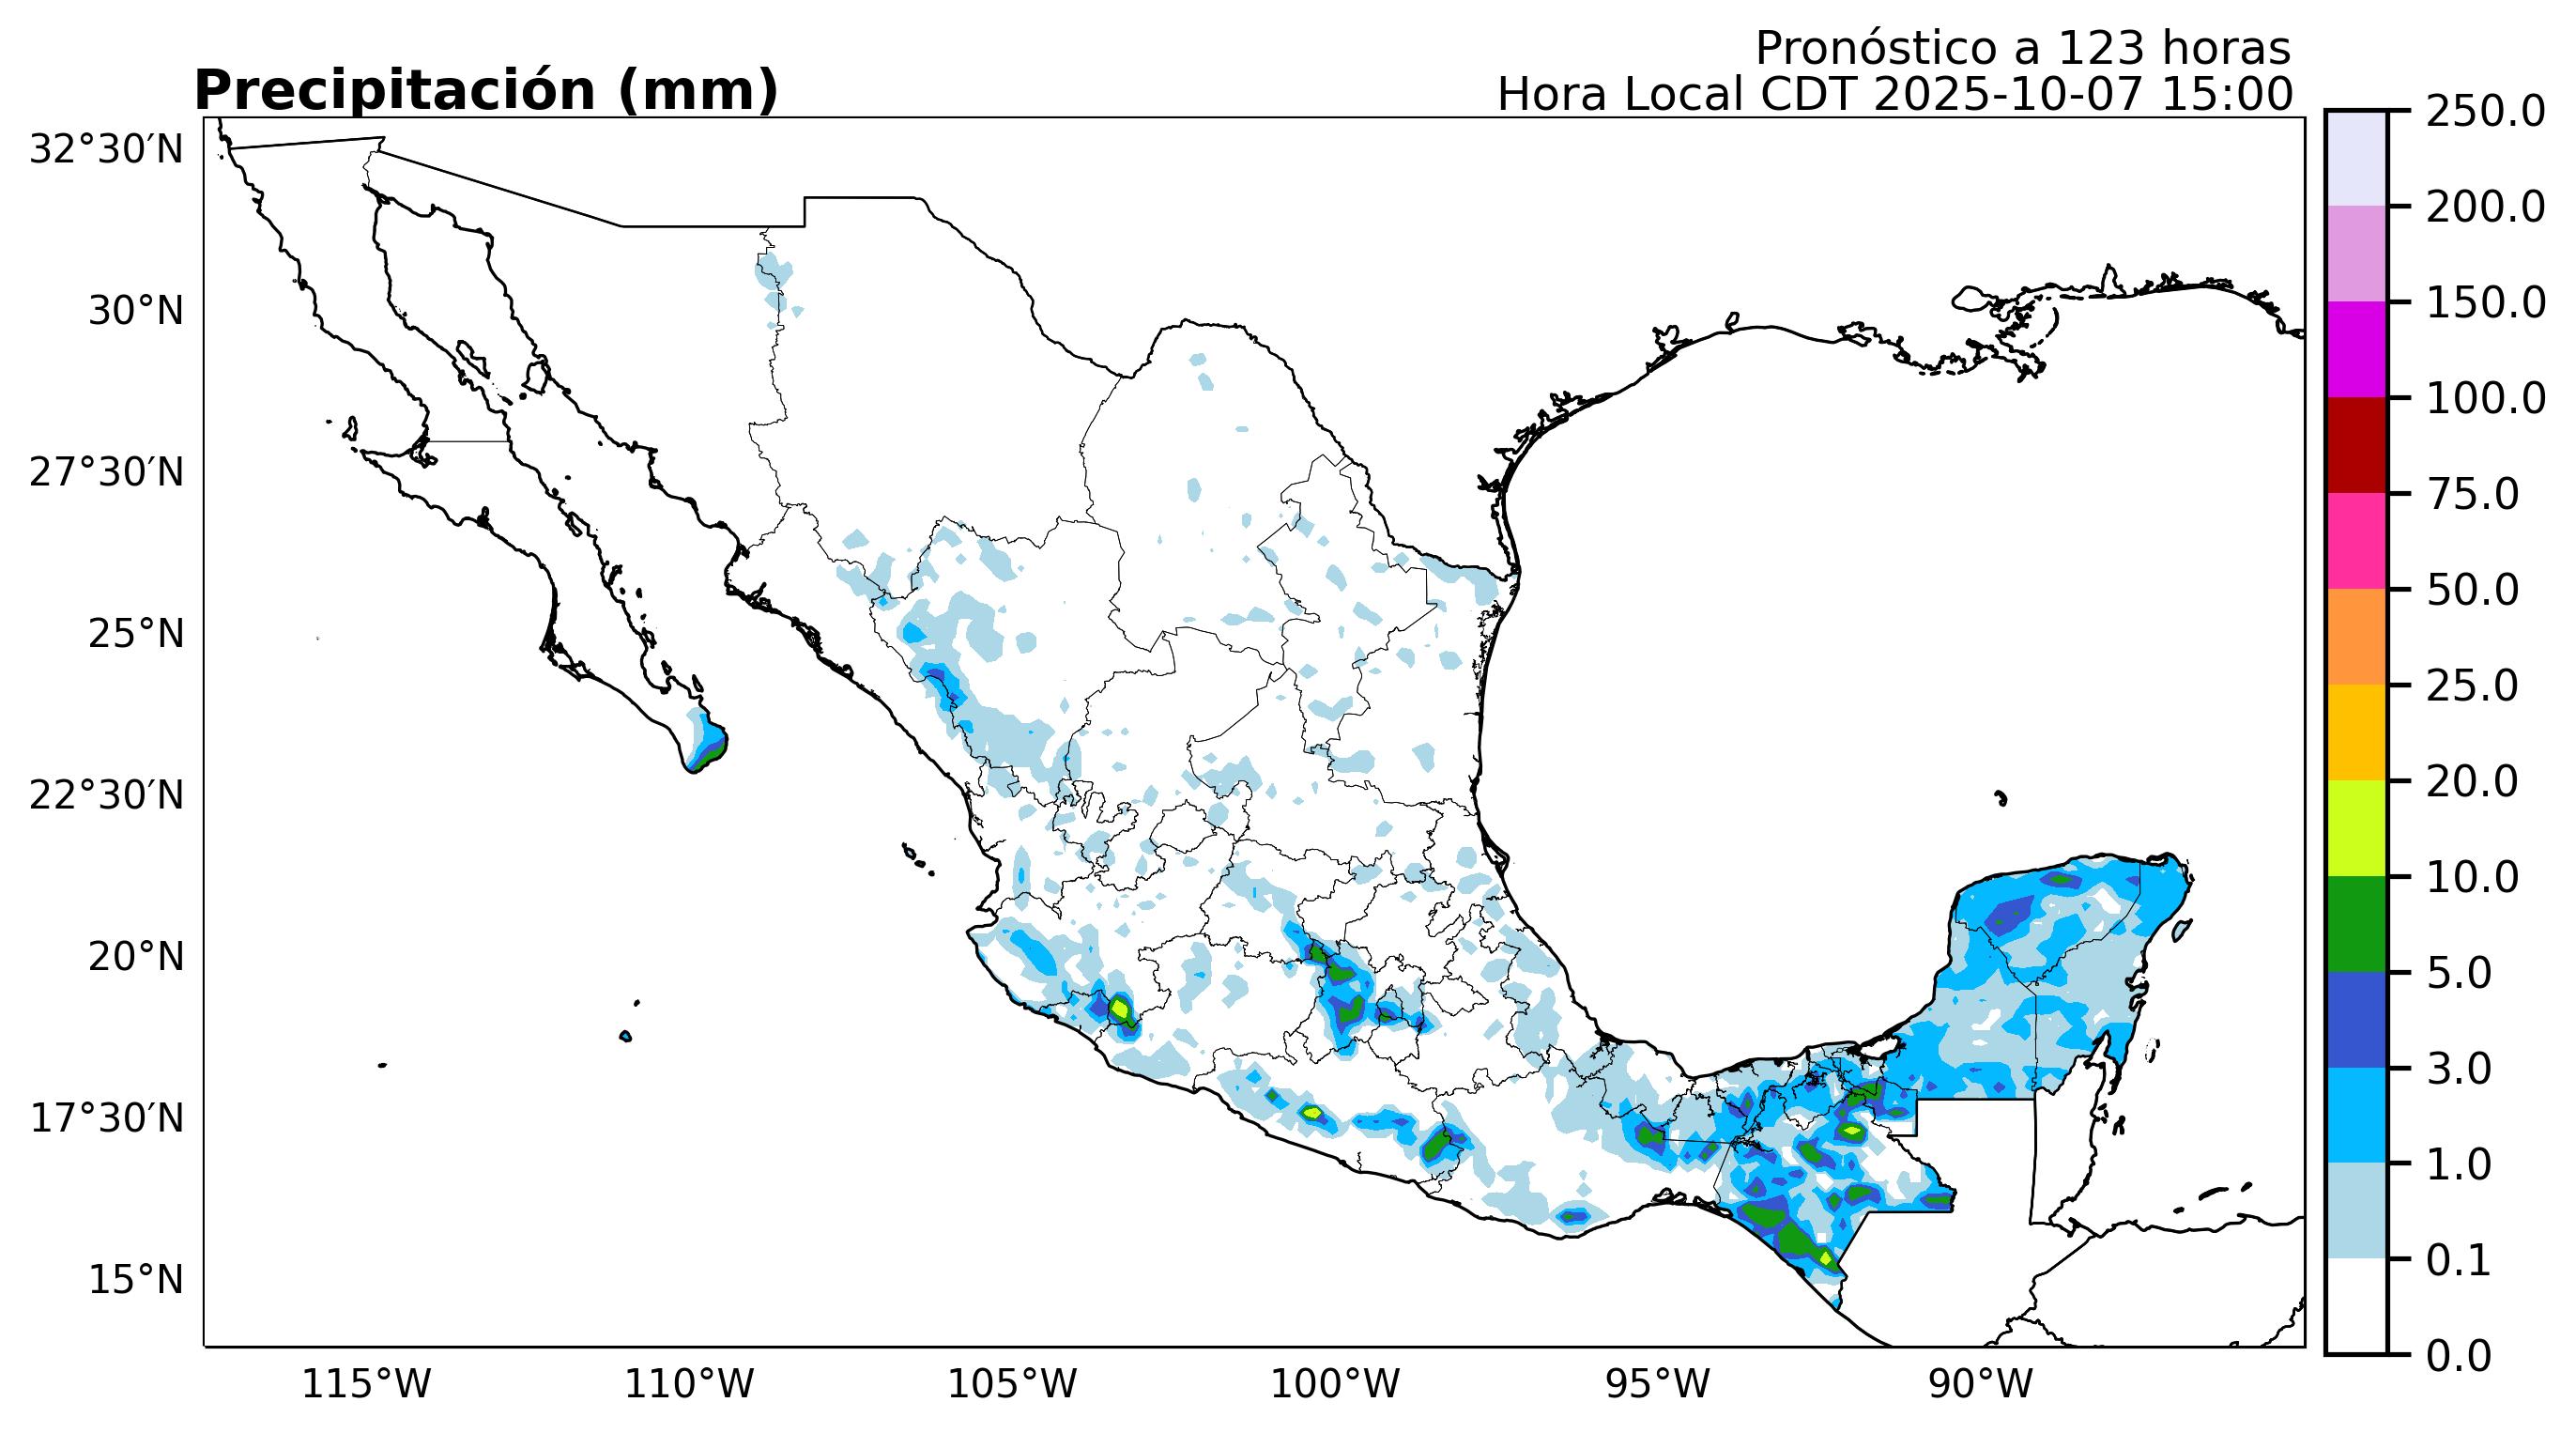 Pronóstico a 123 horas
Precipitación (mm)
Hora Local CDT 2025-10-07 15:00
32°30′N
30°N
27°30′N
25°N
22°30′N
20°N
17°30′N
15°N
115°W
110°W
105°W
100°W
95°W
90°W
250.0
200.0
150.0
100.0
75.0
50.0
25.0
20.0
10.0
5.0
3.0
1.0
0.1
0.0